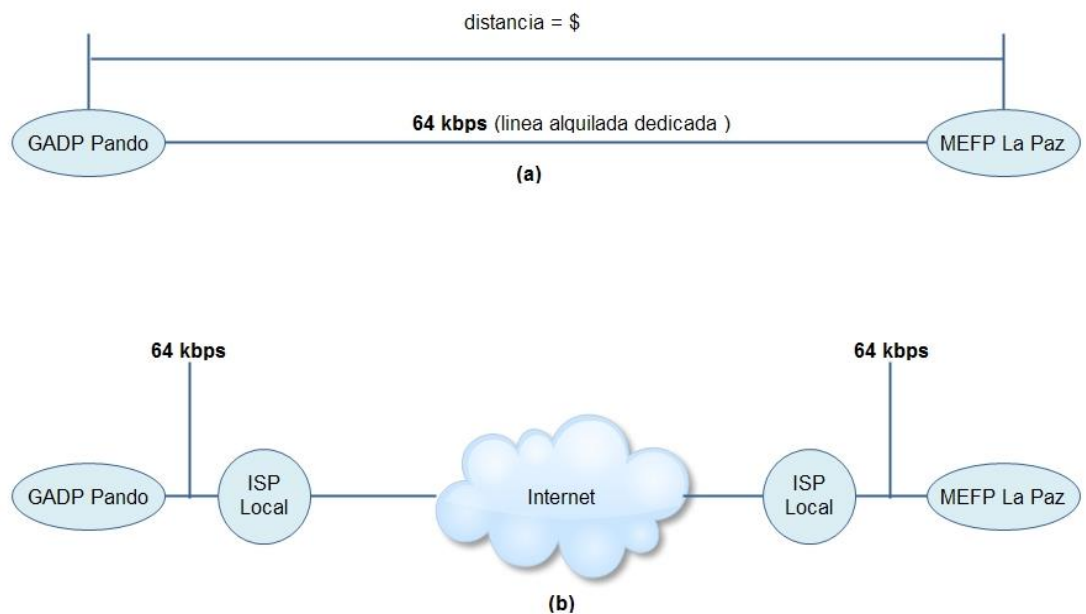 distancia = $
GADP Pando
64 kbps (linea alquilada dedicada )
MEFP La Paz
(a)
64 kbps
64 kbps
GADP Pando
ISP
Local
Internet
ISP
Local
MEFP La Paz
(b)